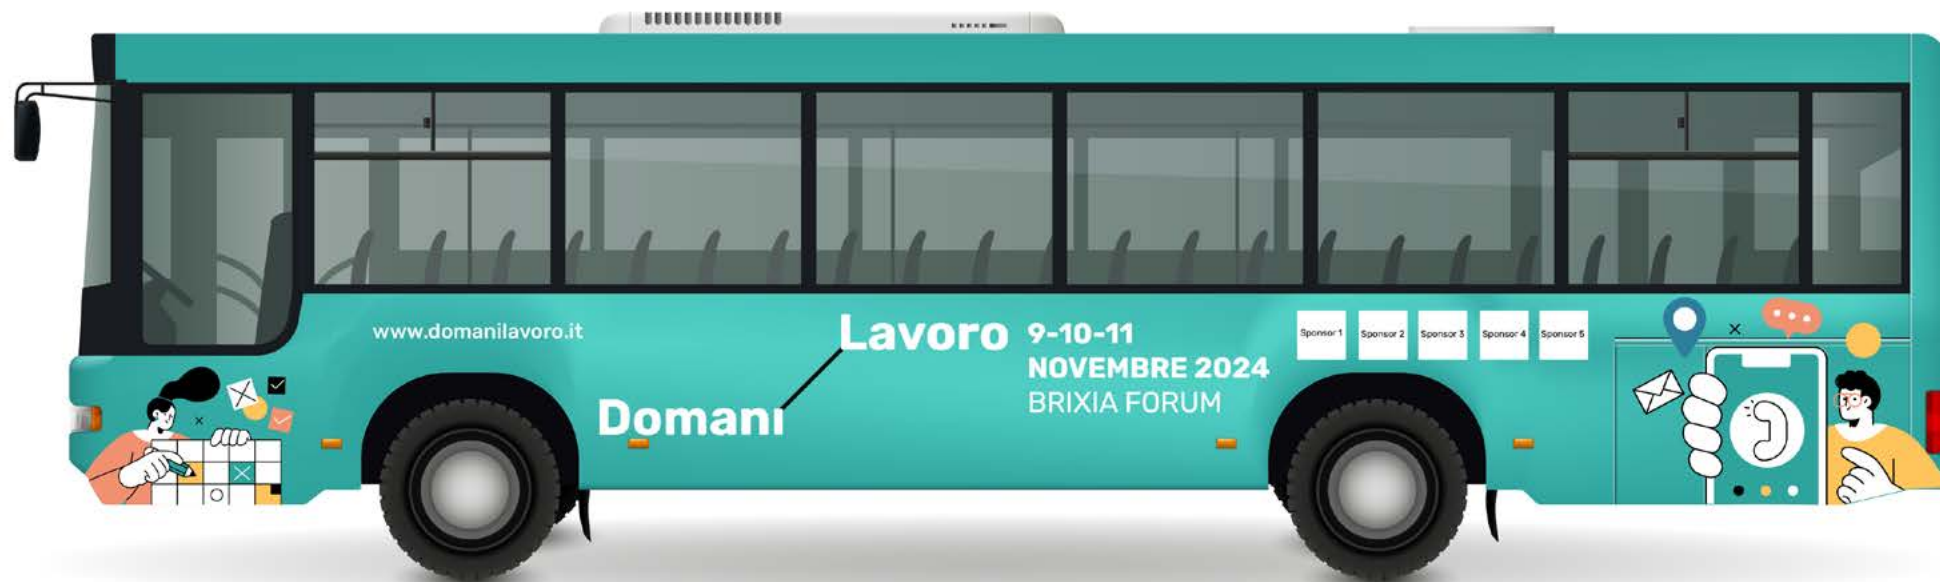 www.domanilavoro.it
Domani
Lavoro
9-10-11
NOVEMBRE 2024
BRIXIA FORUM
Sponsor 1
Sponsor 2
Sponsor 3
Sponsor 4
Sponsor 5